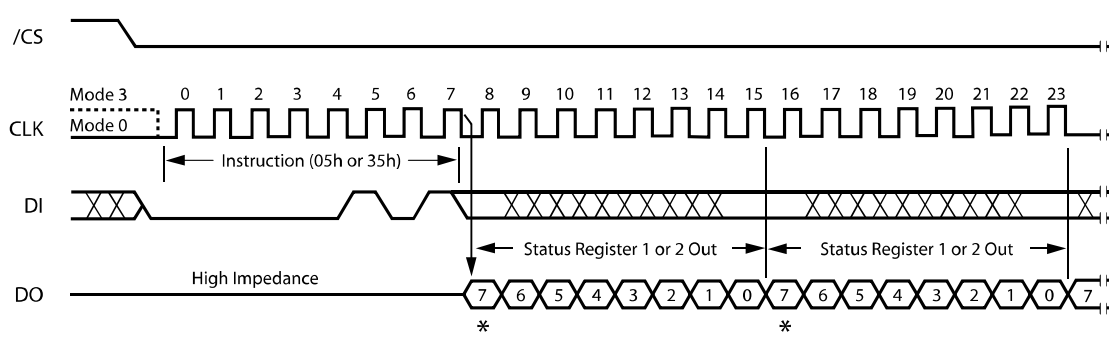 /CS
Mode 3
0 1 2 3 4 5 6 7 8 9 10 11 12 13 14 15 16 17 18 19 20 21 22 23
CLK
Mode 0
Instruction (05h or 35h)
DI
Status Register 1 or 2 Out Status Register 1 or 2 Out
High Impedance
DO
7 6 5 4 3 2 1 0 7 6 5 4 3 2 1 0 7
* *